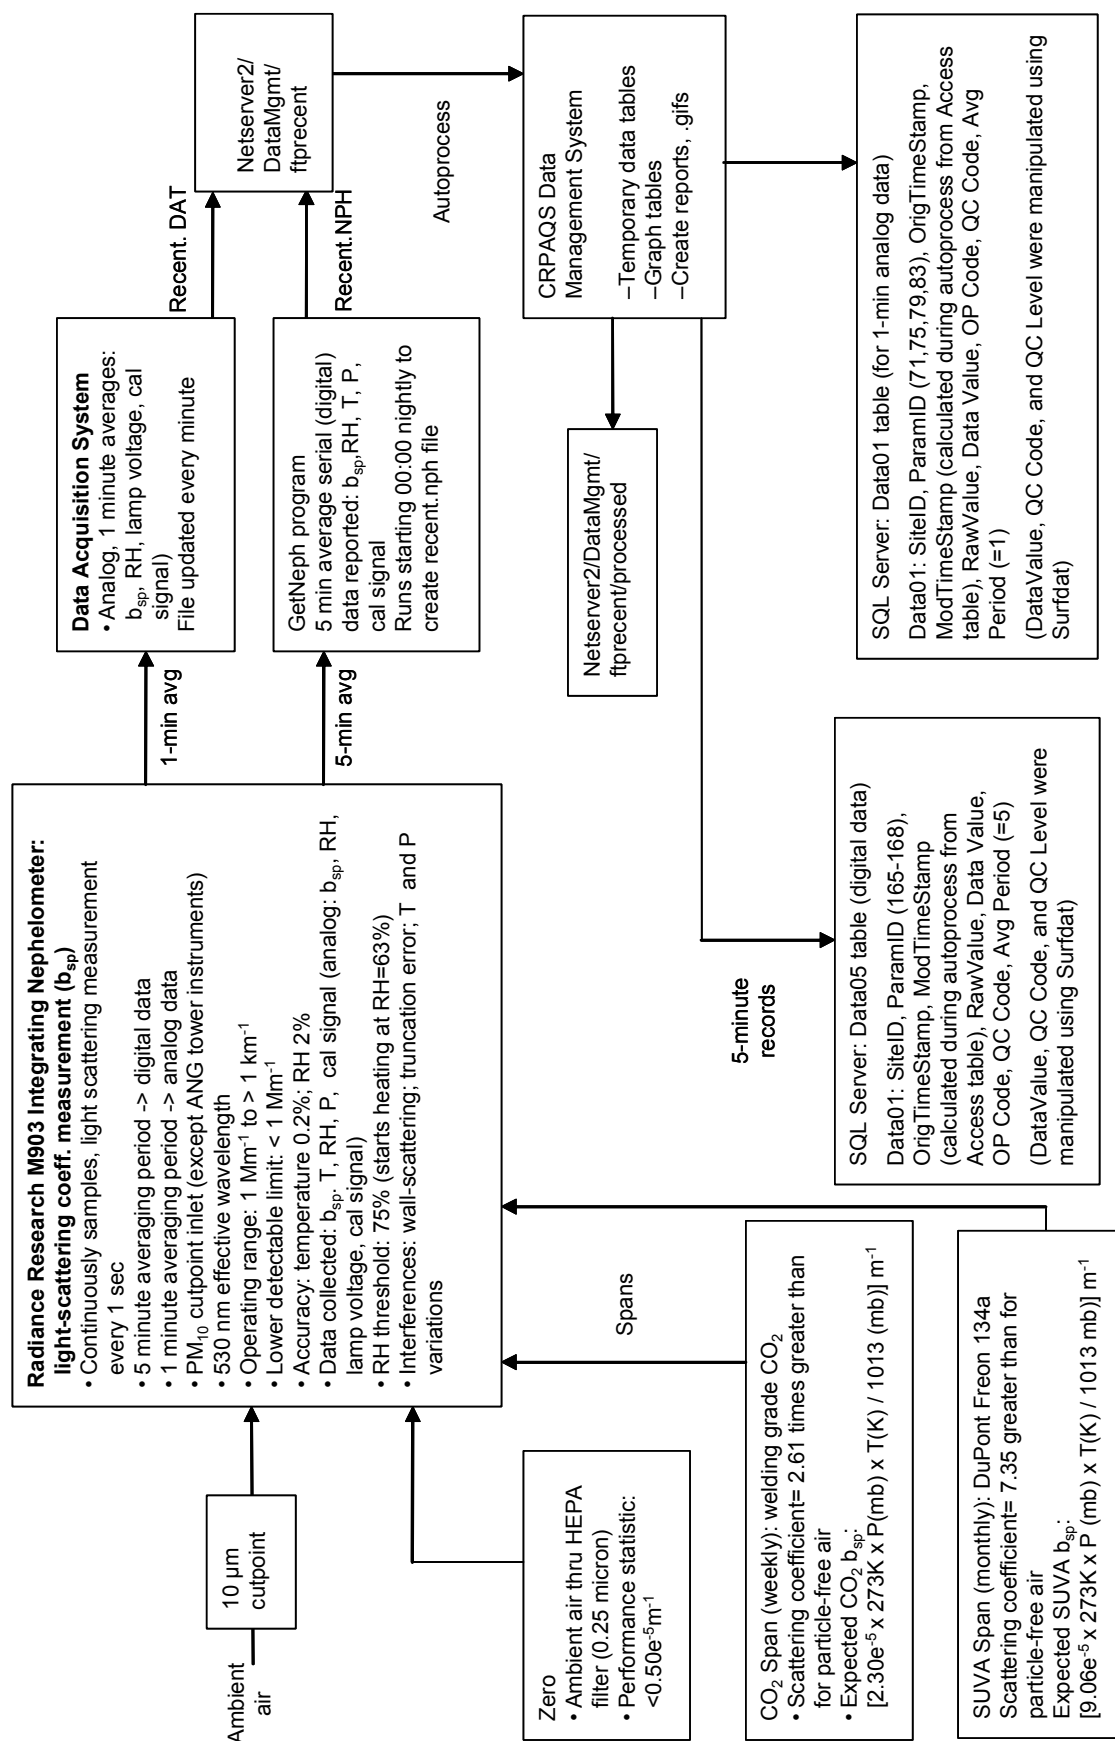 Ambient
air
10 µm
cutpoint
Radiance Research M903 Integrating Nephelometer:
light-scattering coeff. measurement (bsp)
• Continuously samples, light scattering measurement
every 1 sec
• 5 minute averaging period -> digital data
• 1 minute averaging period -> analog data
• PM10 cutpoint inlet (except ANG tower instruments)
• 530 nm effective wavelength
• Operating range: 1 Mm-1 to > 1 km-1
• Lower detectable limit: < 1 Mm-1
• Accuracy: temperature 0.2%; RH 2%
• Data collected: bsp. T, RH, P, cal signal (analog: bsp, RH,
lamp voltage, cal signal)
• RH threshold: 75% (starts heating at RH=63%)
• Interferences: wall-scattering; truncation error; T and P
variations
1-min avg
5-min avg
Data Acquisition System
• Analog, 1 minute averages:
bsp, RH, lamp voltage, cal
signal)
File updated every minute
GetNeph program
5 min average serial (digital)
data reported: bsp,RH, T, P,
cal signal
Runs starting 00:00 nightly to
create recent.nph file
Recent. DAT
Recent.NPH
Netserver2/
DataMgmt/
ftprecent
Autoprocess
Zero
• Ambient air thru HEPA
filter (0.25 micron)
• Performance statistic:
<0.50e-5m-1
Spans
CO2 Span (weekly): welding grade CO2
• Scattering coefficient= 2.61 times greater than
for particle-free air
• Expected CO2 bsp:
[2.30e-5 x 273K x P(mb) x T(K) / 1013 (mb)] m-1
SUVA Span (monthly): DuPont Freon 134a
Scattering coefficient= 7.35 greater than for
particle-free air
Expected SUVA bsp:
[9.06e-5 x 273K x P (mb) x T(K) / 1013 mb)] m-1
CRPAQS Data
Management System
–Temporary data tables
–Graph tables
–Create reports, .gifs
Netserver2/DataMgmt/
ftprecent/processed
5-minute
records
SQL Server: Data05 table (digital data)
Data01: SiteID, ParamID (165-168),
OrigTimeStamp, ModTimeStamp
(calculated during autoprocess from
Access table), RawValue, Data Value,
OP Code, QC Code, Avg Period (=5)
(DataValue, QC Code, and QC Level were
manipulated using Surfdat)
SQL Server: Data01 table (for 1-min analog data)
Data01: SiteID, ParamID (71,75,79,83), OrigTimeStamp,
ModTimeStamp (calculated during autoprocess from Access
table), RawValue, Data Value, OP Code, QC Code, Avg
Period (=1)
(DataValue, QC Code, and QC Level were manipulated using
Surfdat)